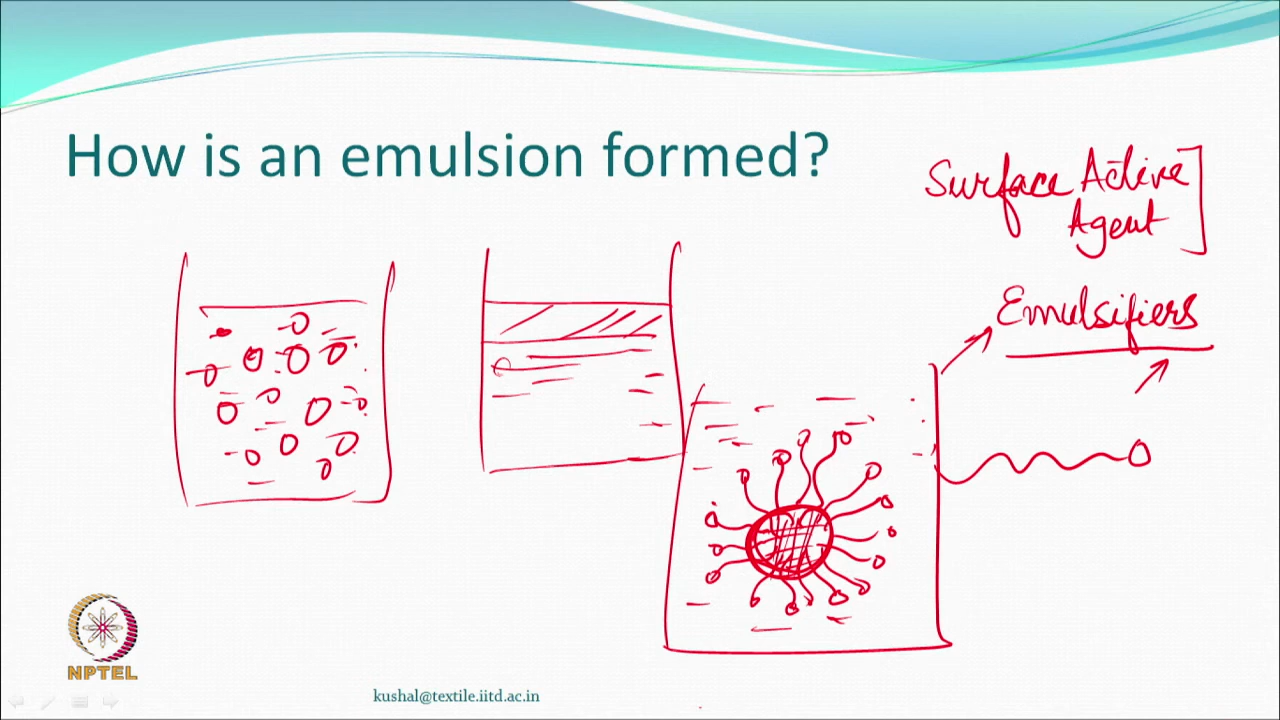 How is an emulsion formed?
Surface Active
Agent
Emulsifiers
NPTEL
kushal@textile.iitd.ac.in